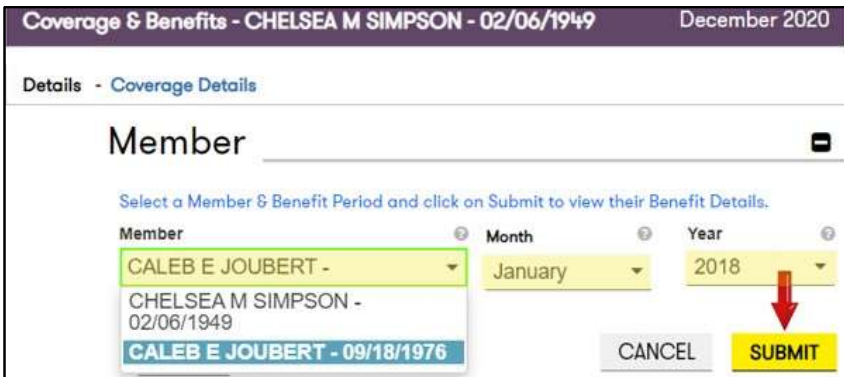 Coverage & Benefits - CHELSEA M SIMPSON - 02/06/1949 December 2020
Details - Coverage Details
Member
Select a Member & Benefit Period and click on Submit to view their Benefit Details.
Member Month Year
CALEB E JOUBERT - January 2018
CHELSEA M SIMPSON -
02/06/1949
CALEB E JOUBERT - 09/18/1976
CANCEL SUBMIT